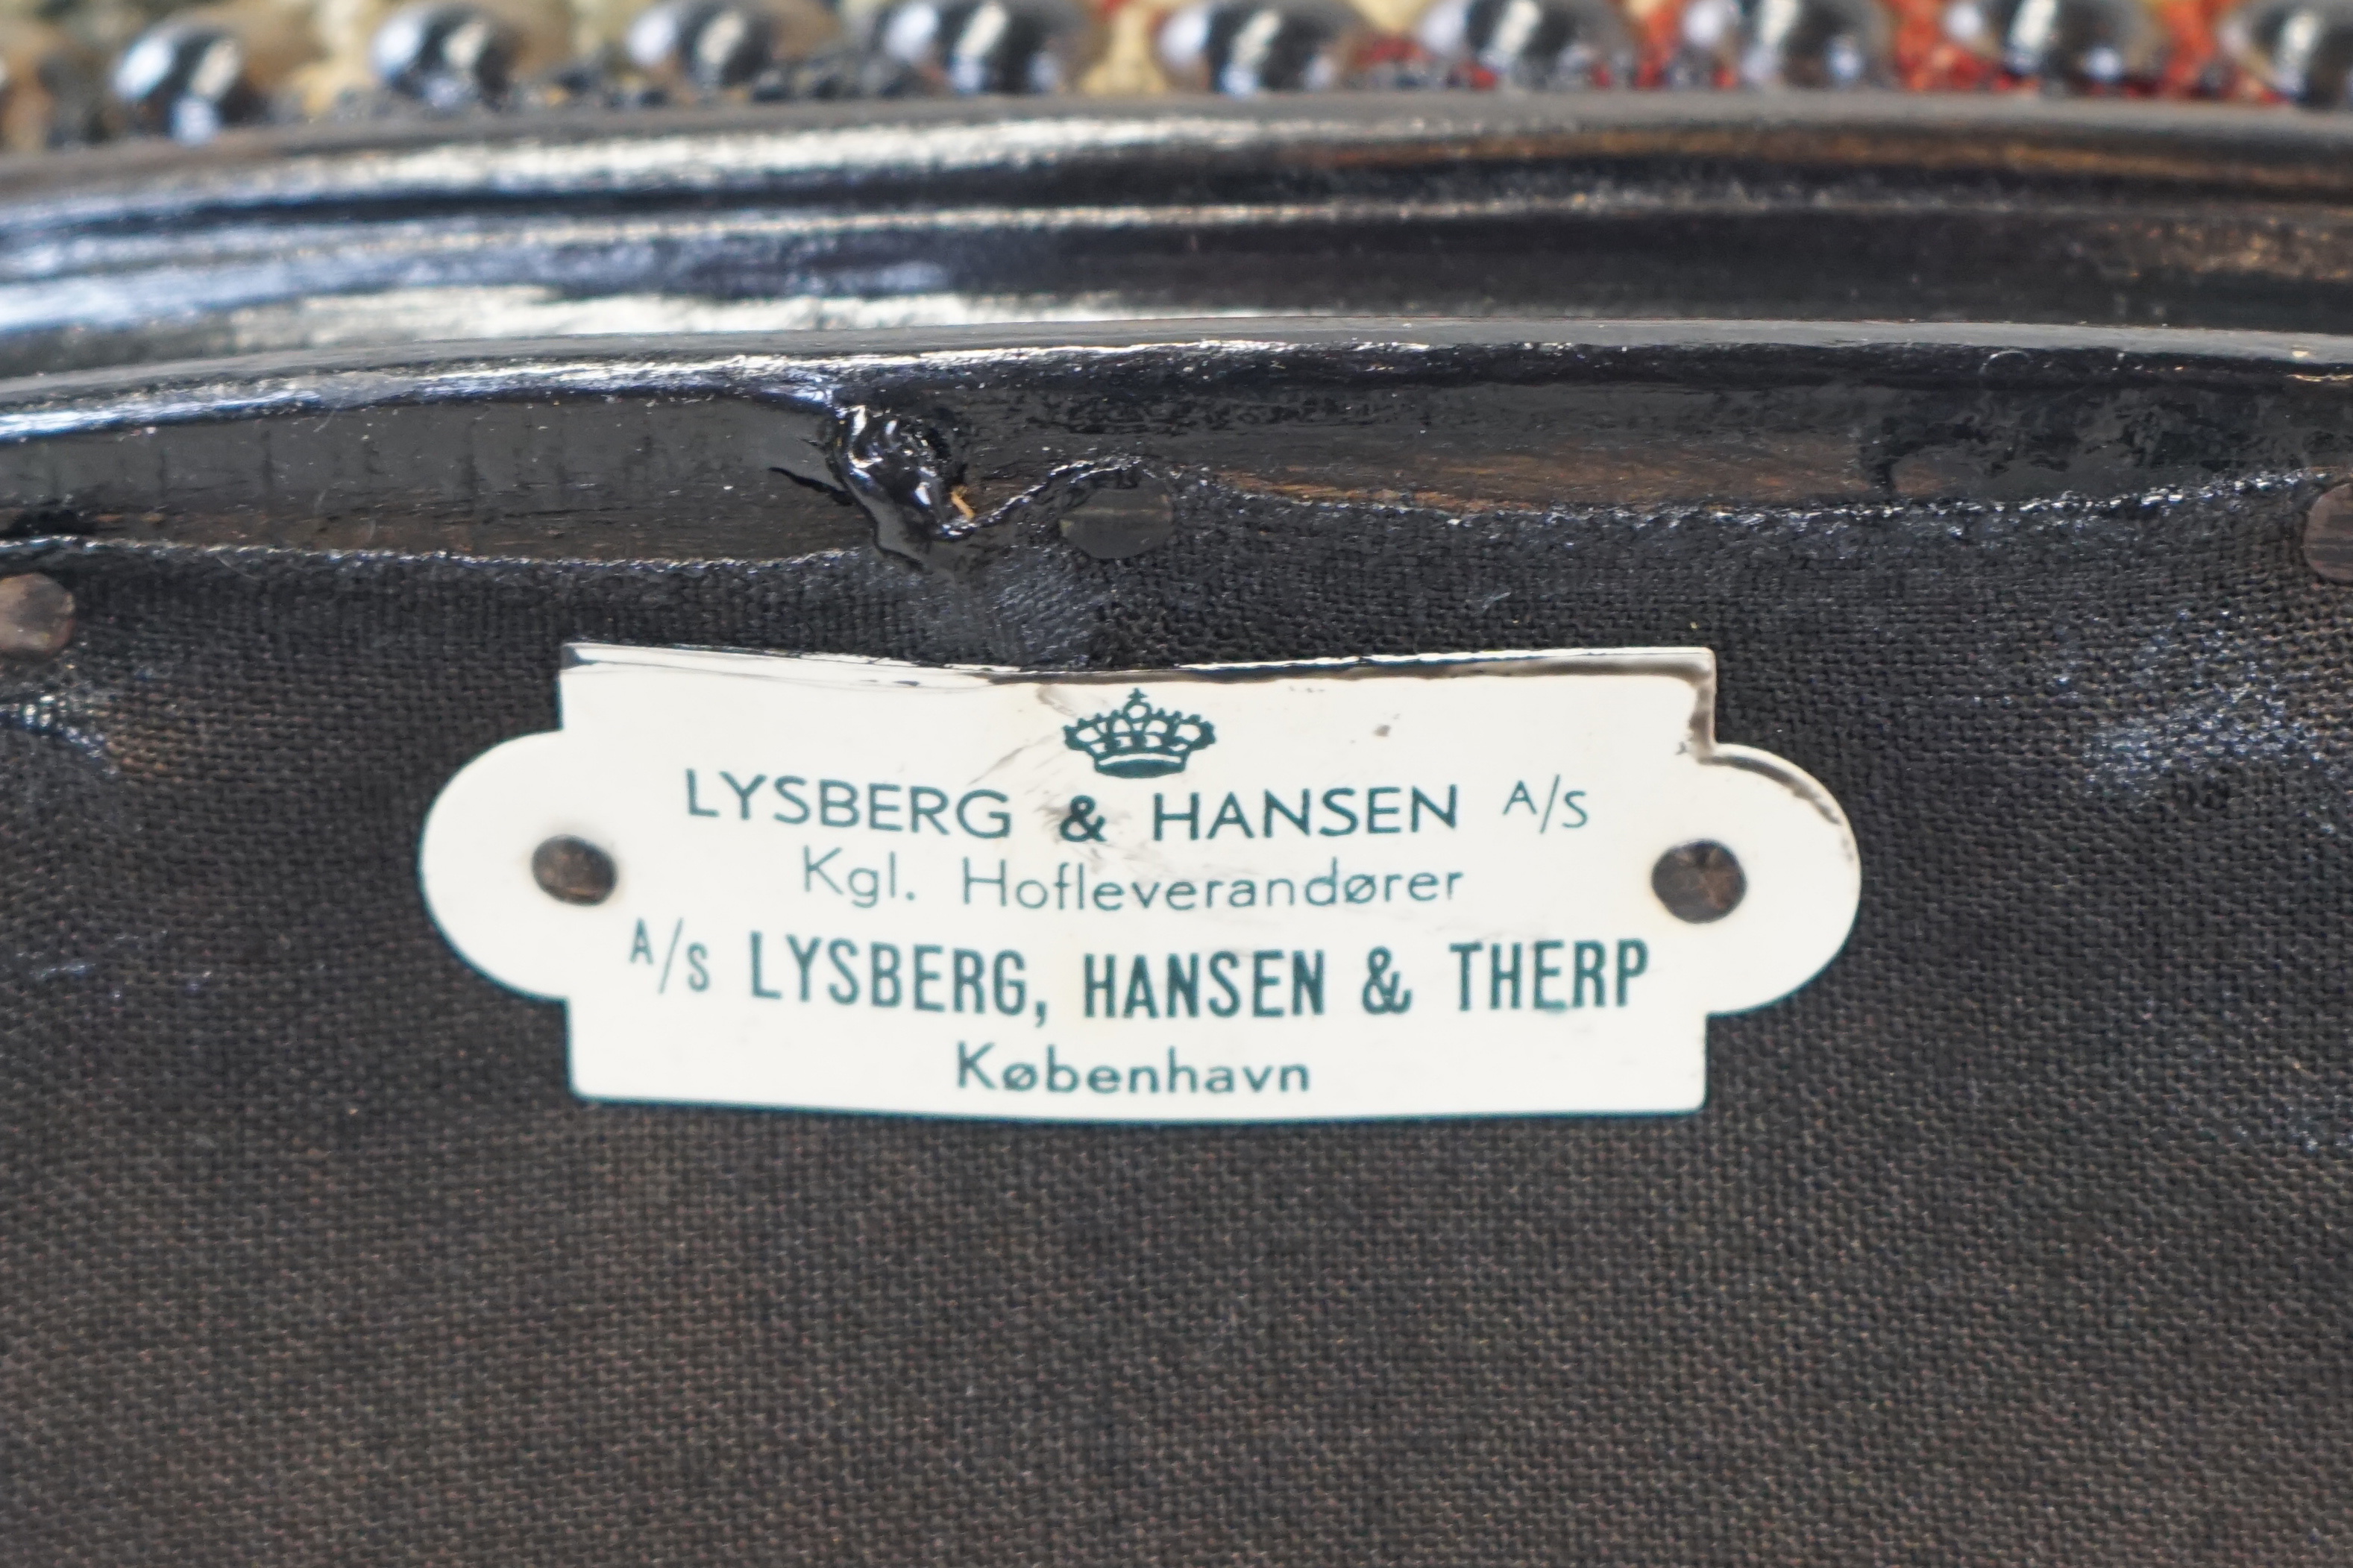 LYSBERG & HANSEN A/S
Kgl. Hofleverandører
A/S LYSBERG, HANSEN & THERP
København